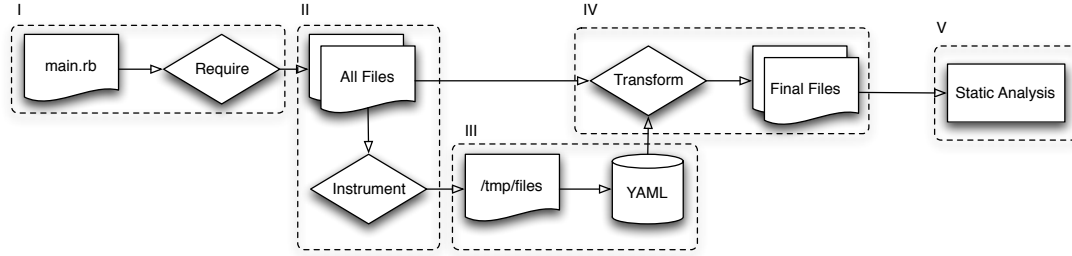 I
II
IV
V
main.rb
Require
All Files
Transform
Final Files
Static Analysis
III
Instrument
/tmp/files
YAML